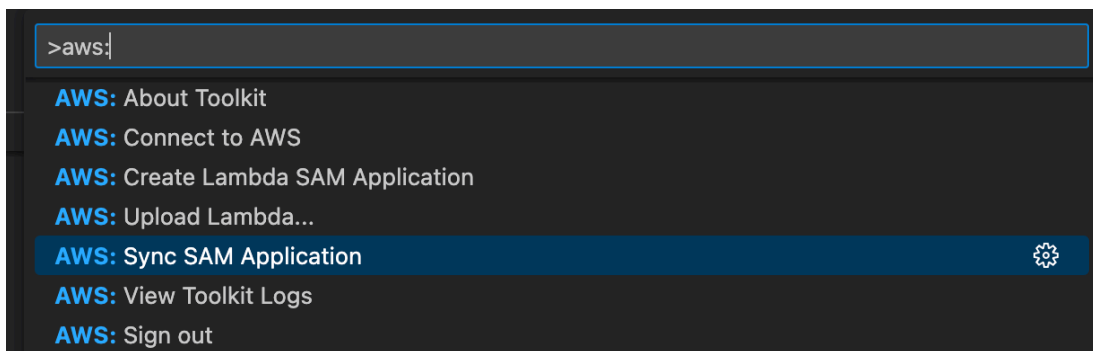 >aws:
AWS: About Toolkit
AWS: Connect to AWS
AWS: Create Lambda SAM Application
AWS: Upload Lambda...
AWS: Sync SAM Application
AWS: View Toolkit Logs
AWS: Sign out